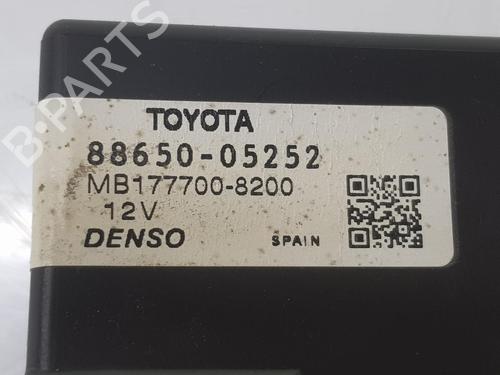 B-PARTS
TOYOTA
88650-05252
MB177700-8200
12V
DENSO SPAIN